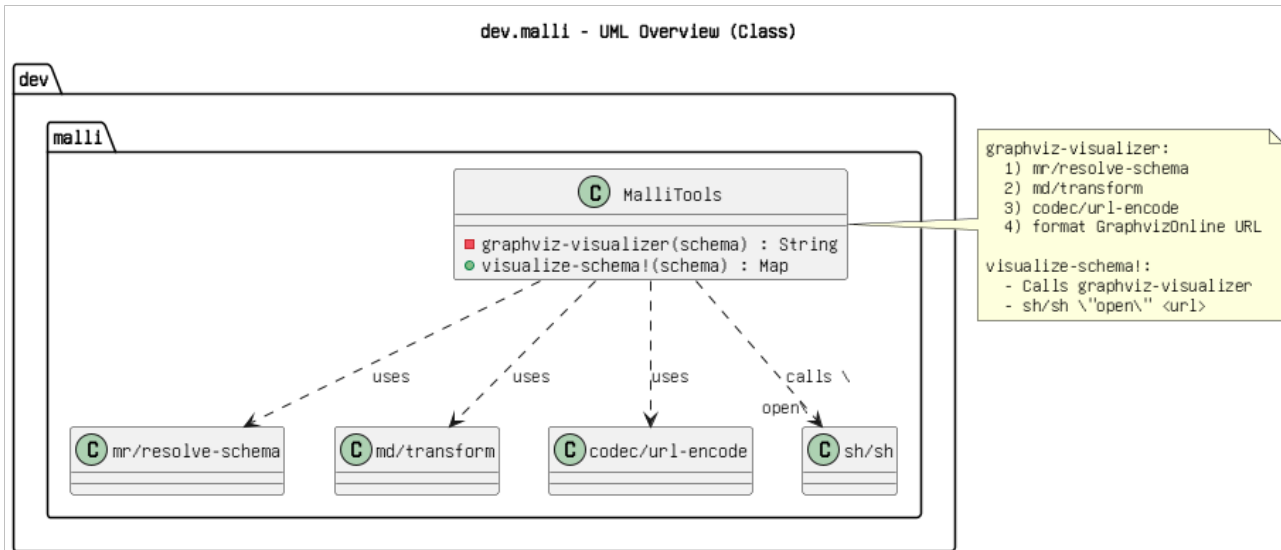 dev.malli - UML Overview (Class)
dev
malli
C MalliTools
graphviz-visualizer(schema) : String
visualize-schema!(schema) : Map
graphviz-visualizer:
1) mr/resolve-schema
2) md/transform
3) codec/url-encode
4) format GraphvizOnline URL
visualize-schema!:
- Calls graphviz-visualizer
- sh/sh \"open\" <url>
uses
uses
uses
calls \
open\
C mr/resolve-schema
C md/transform
C codec/url-encode
C sh/sh